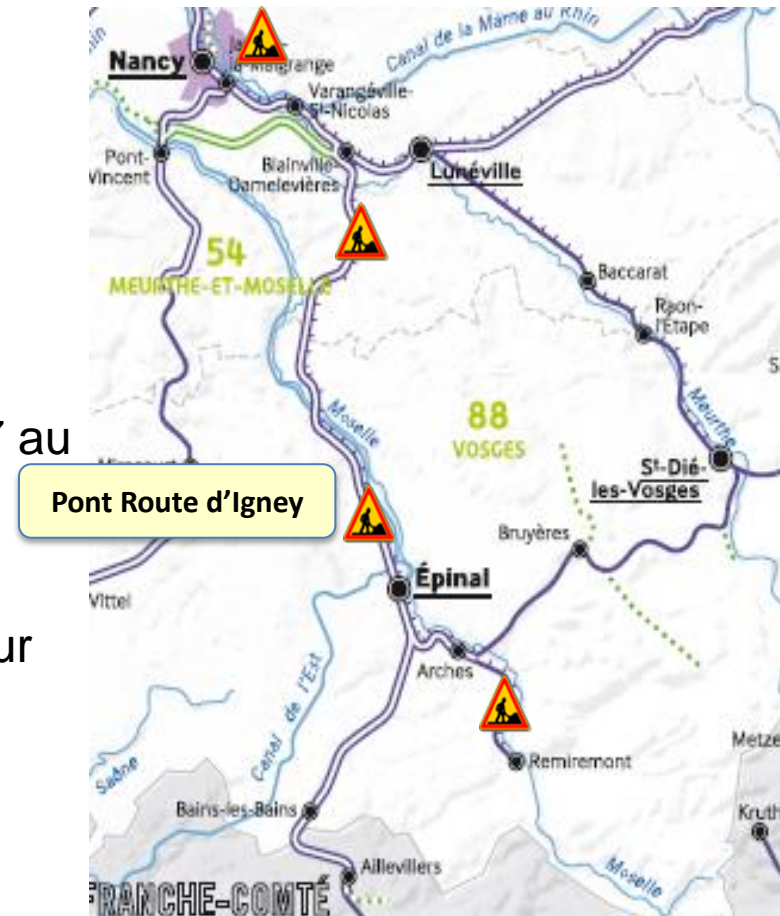 Nancy
Canal de la Marne au Rhin
Varangéville-
St-Nicolas
Pont-
Vincent
Blainville-
Damelevières
Lunéville
54
MEURTHE-ET-MOSELLE
Baccarat
Raon-
l'Etape
Moselle
88
VOSGES
Meurthe
au
Pont Route d'Igney
St-Dié-
les-Vosges
Bruyères
Épinal
Vittel
ur
Arches
Canal de l'Est
Saône
Remiremont
Metze
Bains-les-Bains
Kruth
Aillevillers
Moselle
FRANCHE-COMTÉ